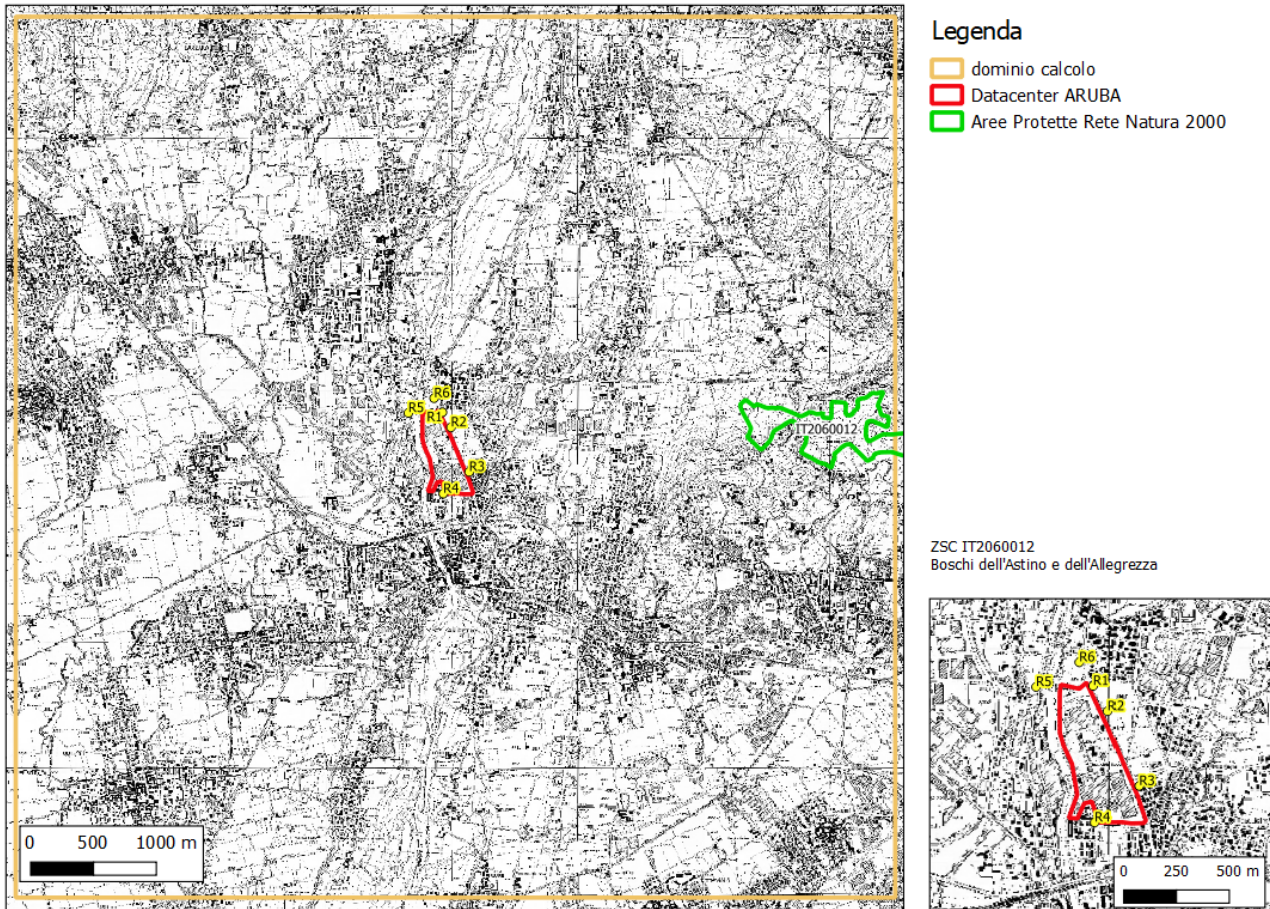 Legenda
dominio calcolo
Datacenter ARUBA
Aree Protette Rete Natura 2000
R6
R5
R1
R2
R3
R4
IT2060012
0 500 1000 m
ZSC IT2060012
Boschi dell'Astino e dell'Allegrezza
R6
R5
R1
R2
R3
R4
0 250 500 m